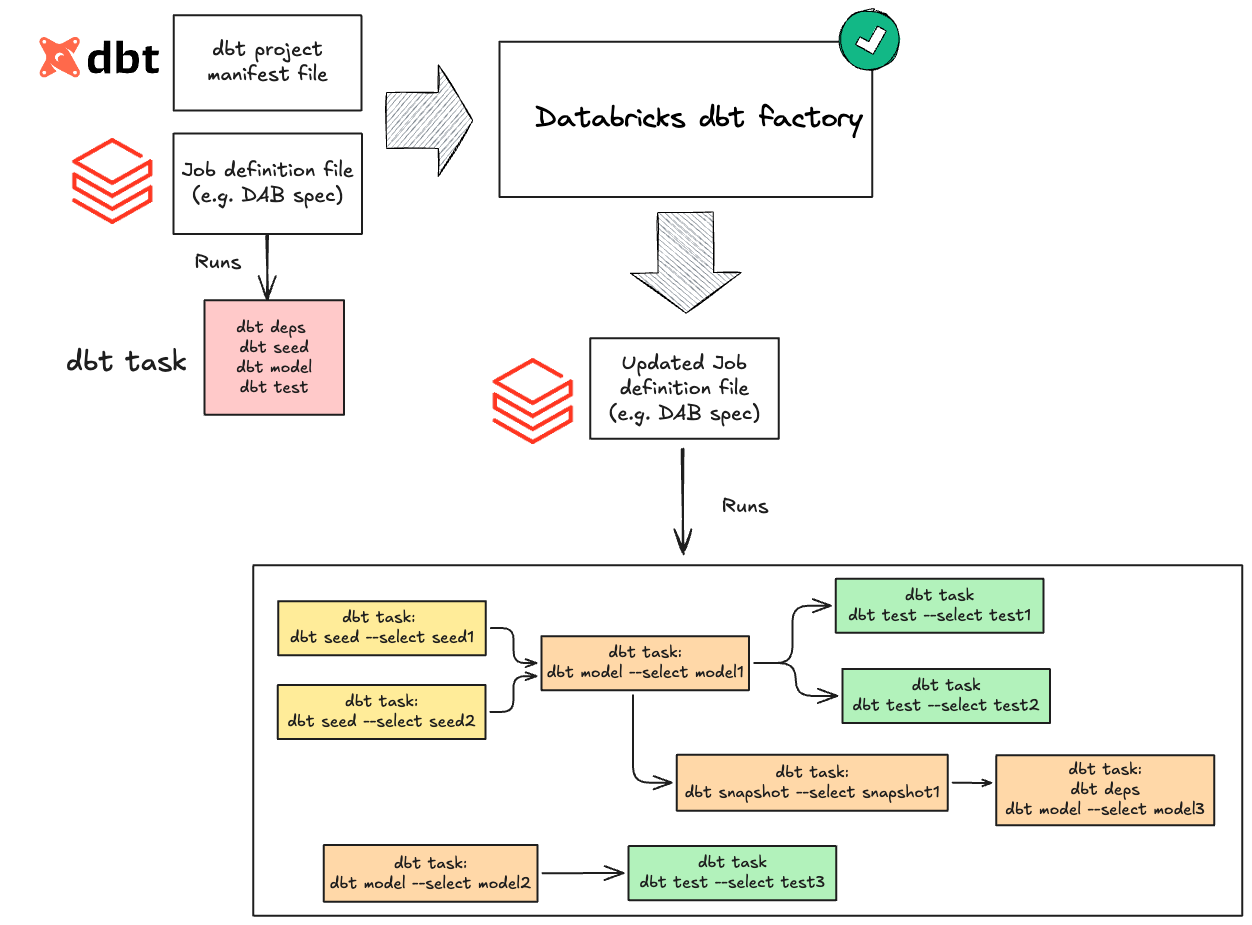 dbt
dbt project
manifest file
Databricks dbt factory
Job definition file
(e.g. DAB spec)
Runs
dbt task
dbt deps
dbt seed
dbt model
dbt test
Updated Job
definition file
(e.g. DAB spec)
Runs
dbt task:
dbt seed --select seed1
dbt task:
dbt seed --select seed2
dbt task:
dbt model --select model1
dbt task
dbt test --select test1
dbt task
dbt test --select test2
dbt task:
dbt snapshot --select snapshot1
dbt task:
dbt deps
dbt model --select model3
dbt task:
dbt model --select model2
dbt task
dbt test --select test3